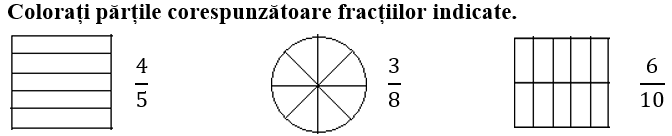 Colorați părțile corespunzătoare fracțiilor indicate.
4/5 3/8 6/10